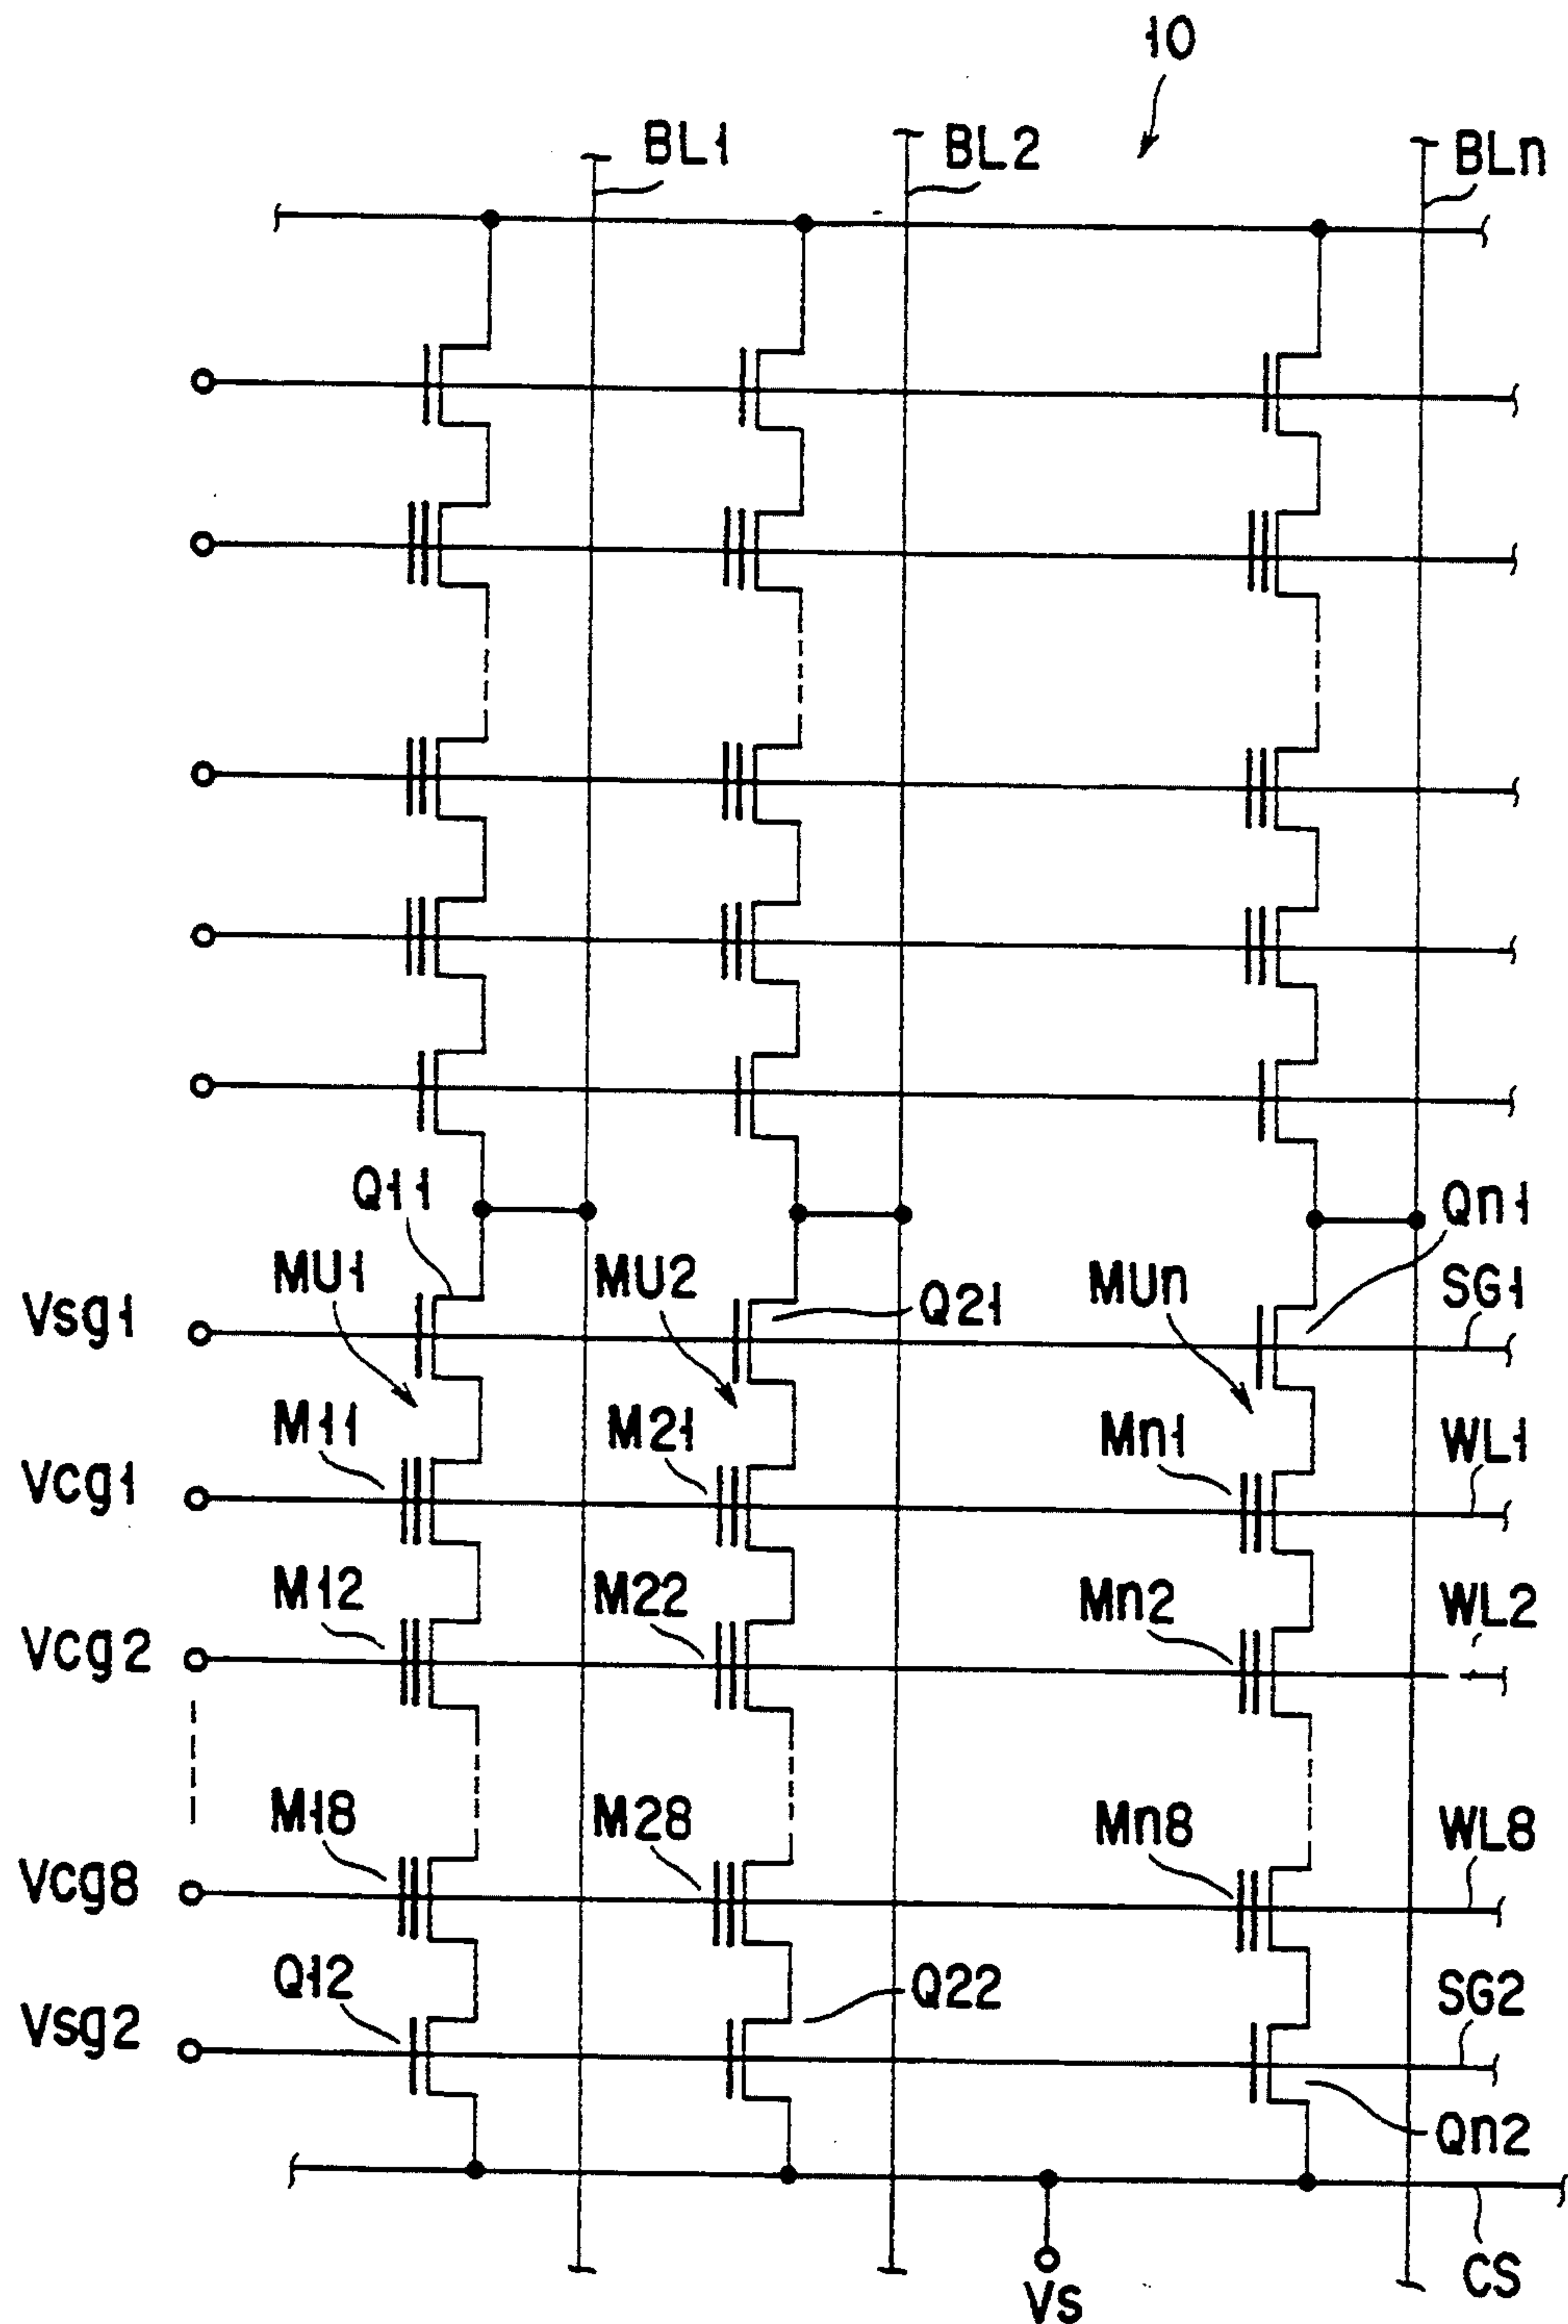 10
BL1
BL2
BLn
Q11
Qn1
MU1
MU2
MUn
SG1
Vsg1
Q21
M11
M21
Mn1
WL1
Vcg1
M12
M22
Mn2
WL2
Vcg2
M18
M28
Mn8
WL8
Vcg8
Q12
Q22
SG2
Vsg2
Qn2
CS
Vs